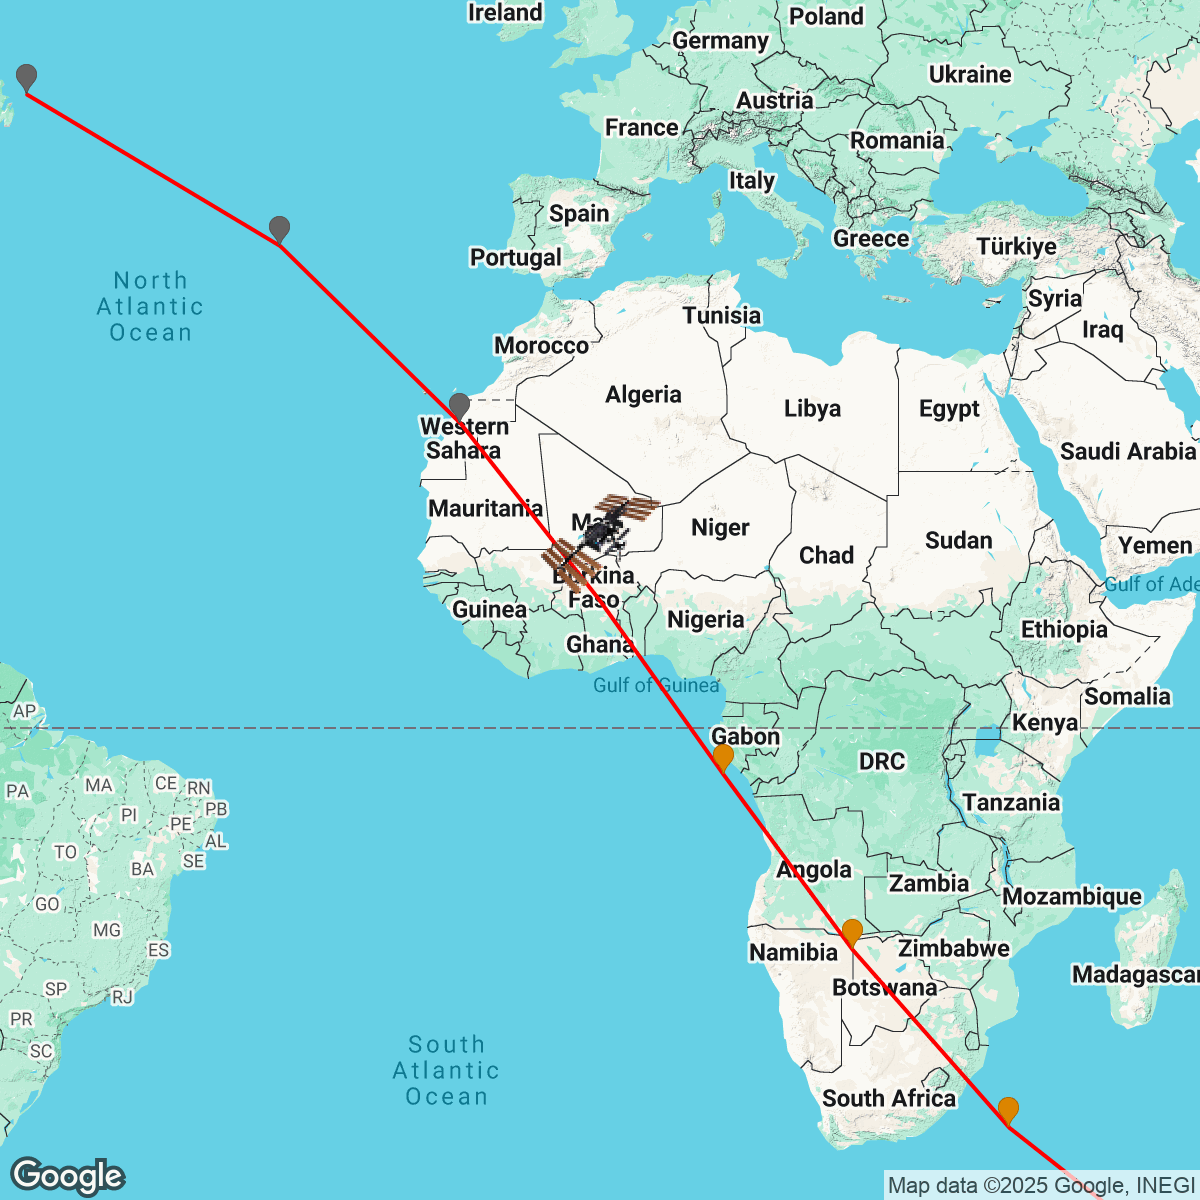 Ireland
Poland
Germany
Ukraine
Austria
France
Romania
Italy
Spain
Greece
Türkiye
Portugal
North
Atlantic
Ocean
Syria
Tunisia
Iraq
Morocco
Algeria
Libya
Egypt
Western
Sahara
Saudi Arabia
Mauritania
Niger
Chad
Sudan
Yemen
Burkina
Faso
Gulf of Ade
Guinea
Nigeria
Ethiopia
Ghana
Gulf of Guinea
Somalia
AP
Kenya
Gabon
DRC
PA
MA
CE
RN
PI
PB
PE
Tanzania
AL
TO
SE
BA
Angola
Zambia
GO
Mozambique
MG
ES
Namibia
Zimbabwe
Madagascar
SP
RJ
Botswana
PR
SC
South
Atlantic
Ocean
South Africa
Google
Map data ©2025 Google, INEGI